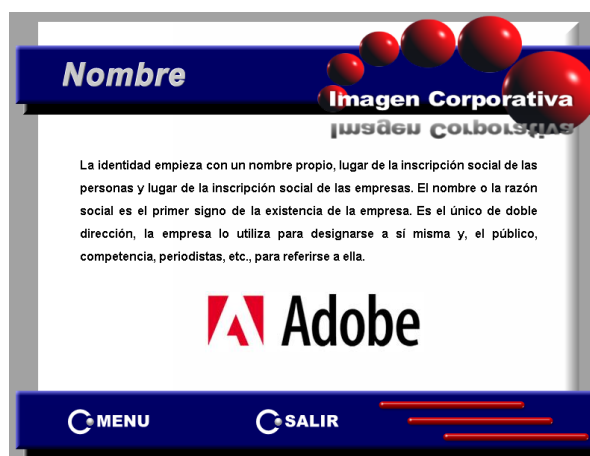 Nombre
Imagen Corporativa
Imagen Corporativa
La identidad empieza con un nombre propio, lugar de la inscripción social de las
personas y lugar de la inscripción social de las empresas. El nombre o la razón
social es el primer signo de la existencia de la empresa. Es el único de doble
dirección, la empresa lo utiliza para designarse a sí misma y, el público,
competencia, periodistas, etc., para referirse a ella.
Adobe
MENU
SALIR